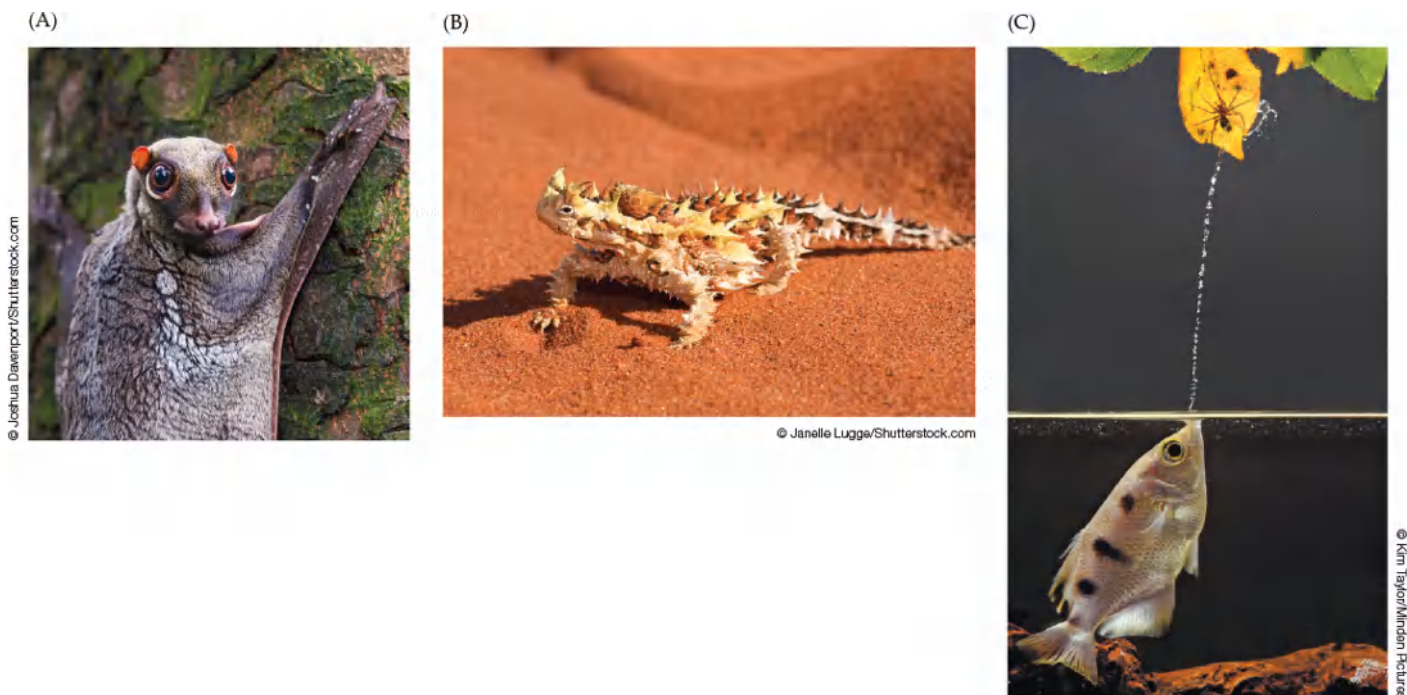 (A)
(B)
(C)
© Joshua Davenport/Shutterstock.com
© Janelle Lugge/Shutterstock.com
© Kim Taylor/Minden Pictures